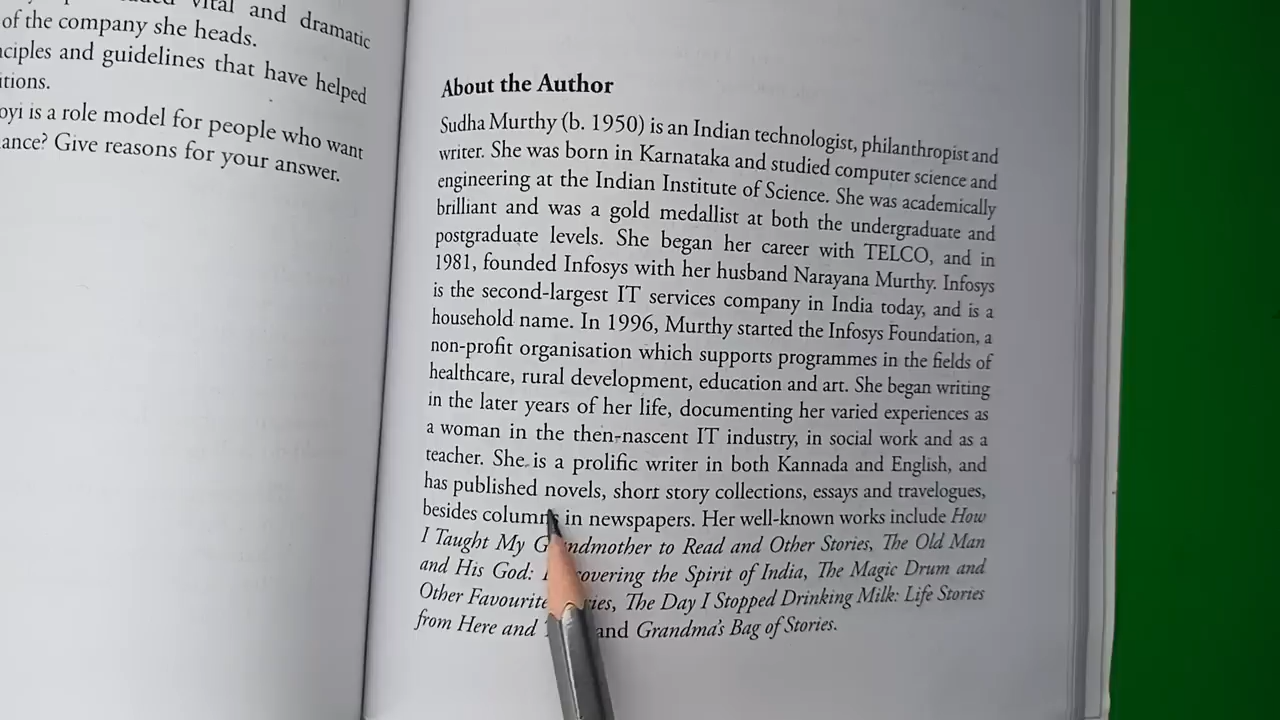 vital and dramatic
of the company she heads.
and guidelines that have helped
is a role model for people who want
Give reasons for your answer.
About the Author
Sudha Murthy (b. 1950) is an Indian technologist, philanthropist and
writer. She was born in Karnataka and studied computer science and
engineering at the Indian Institute of Science. She was academically
brilliant and was a gold medallist at both the undergraduate and
postgraduate levels. She began her career with TELCO, and in
1981, founded Infosys with her husband Narayana Murthy. Infosys
is the second-largest IT services company in India today, and is a
household name. In 1996, Murthy started the Infosys Foundation, a
non-profit organisation which supports programmes in the fields of
healthcare, rural development, education and art. She began writing
in the later years of her life, documenting her varied experiences as
a woman in the then-nascent IT industry, in social work and as a
teacher. She is a prolific writer in both Kannada and English, and
has published novels, short story collections, essays and travelogues,
besides columns in newspapers. Her well-known works include How
I Taught My Grandmother to Read and Other Stories, The Old Man
and His God: Discovering the Spirit of India, The Magic Drum and
Other Favourite Stories, The Day I Stopped Drinking Milk: Life Stories
from Here and and Grandma's Bag of Stories.